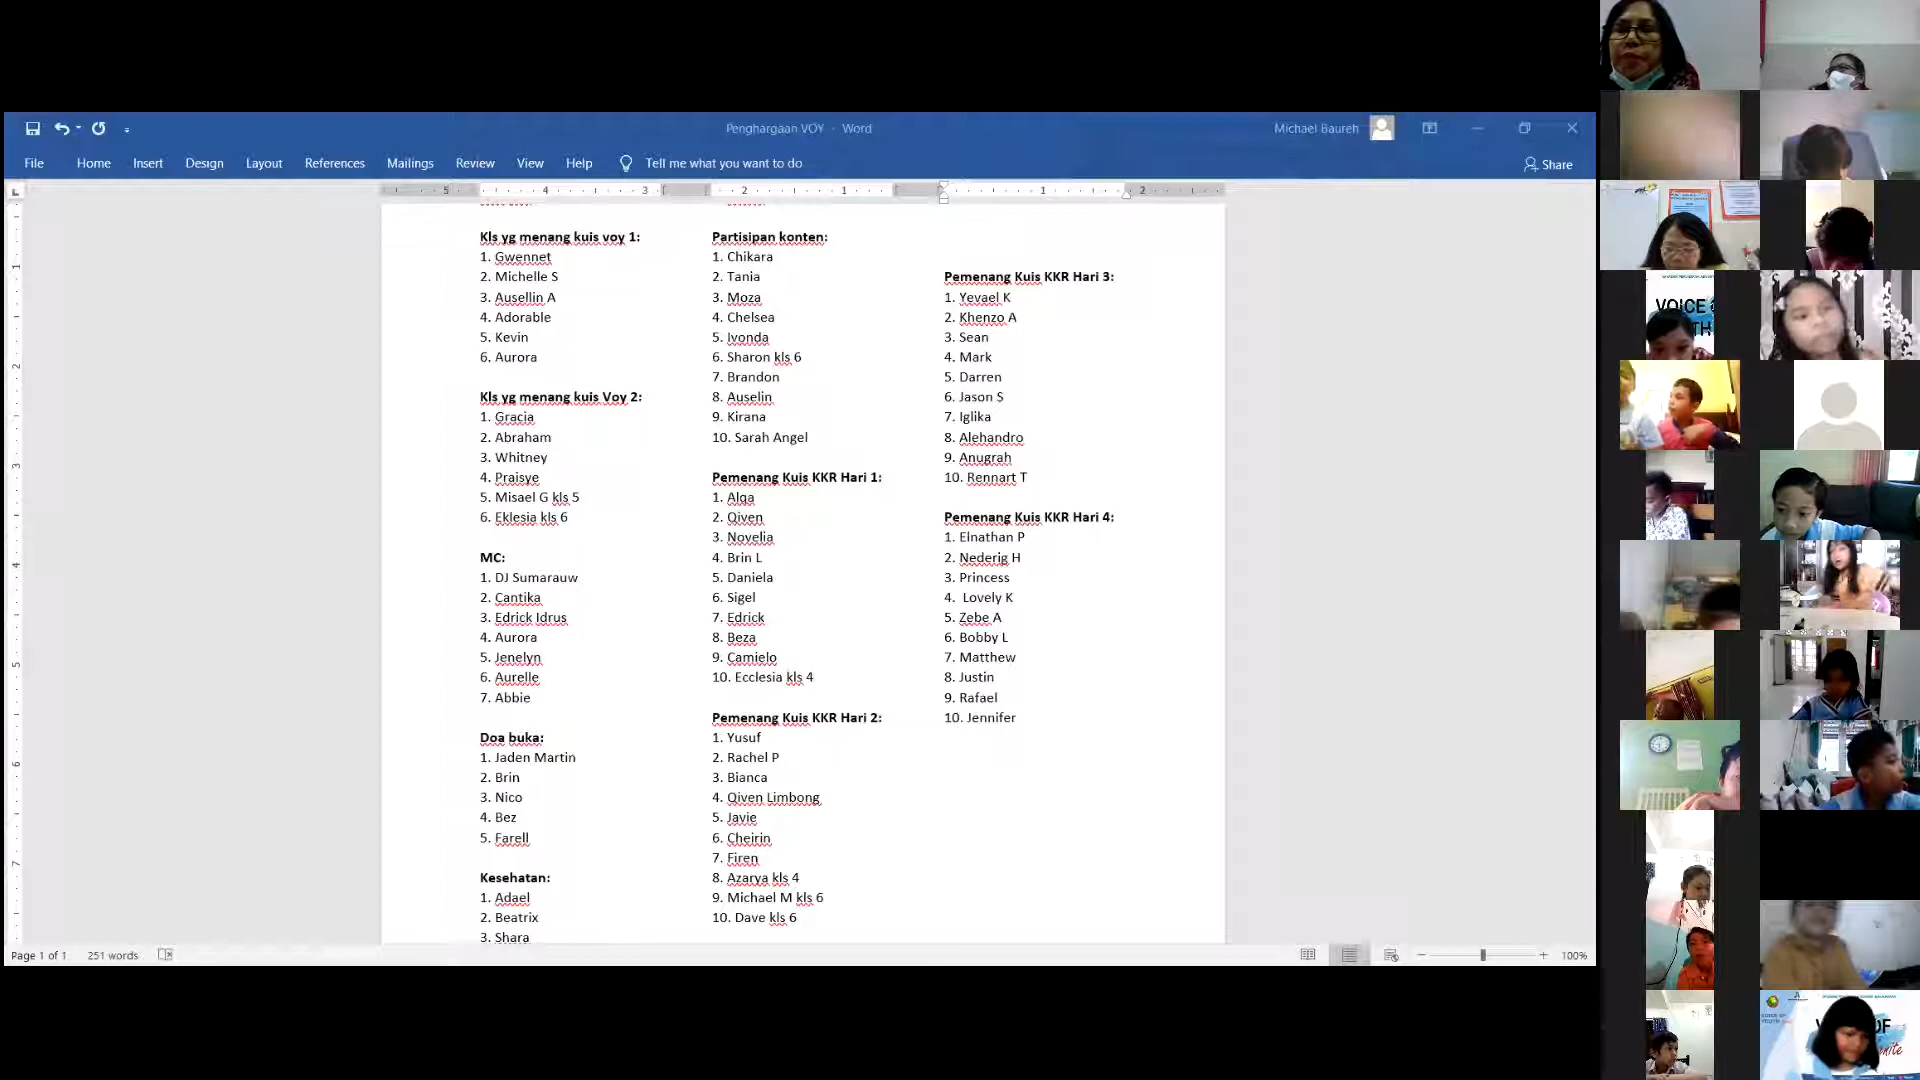 Penghargaan VOY - Word
Michael Baureh
File Home Insert Design Layout References Mailings Review View Help Tell me what you want to do
Share
Kls yg menang kuis voy 1:
1. Gwennet
2. Michelle S
3. Ausellin A
4. Adorable
5. Kevin
6. Aurora
Kls yg menang kuis Voy 2:
1. Gracia
2. Abraham
3. Whitney
4. Praisye
5. Misael G kls 5
6. Eklesia kls 6
MC:
1. DJ Sumarauw
2. Cantika
3. Edrick Idrus
4. Aurora
5. Jenelyn
6. Aurelle
7. Abbie
Doa buka:
1. Jaden Martin
2. Brin
3. Nico
4. Bez
5. Farell
Kesehatan:
1. Adael
2. Beatrix
3. Shara
Partisipan konten:
1. Chikara
2. Tania
3. Moza
4. Chelsea
5. Ivonda
6. Sharon kls 6
7. Brandon
8. Auselin
9. Kirana
10. Sarah Angel
Pemenang Kuis KKR Hari 1:
1. Alqa
2. Qiven
3. Novelia
4. Brin L
5. Daniela
6. Sigel
7. Edrick
8. Beza
9. Camielo
10. Ecclesia kls 4
Pemenang Kuis KKR Hari 2:
1. Yusuf
2. Rachel P
3. Bianca
4. Qiven Limbong
5. Javie
6. Cheirin
7. Firen
8. Azarya kls 4
9. Michael M kls 6
10. Dave kls 6
Pemenang Kuis KKR Hari 3:
1. Yevael K
2. Khenzo A
3. Sean
4. Mark
5. Darren
6. Jason S
7. Iglika
8. Alehandro
9. Anugrah
10. Rennart T
Pemenang Kuis KKR Hari 4:
1. Elnathan P
2. Nederig H
3. Princess
4. Lovely K
5. Zebe A
6. Bobby L
7. Matthew
8. Justin
9. Rafael
10. Jennifer
Page 1 of 1 251 words
100%
VOICE